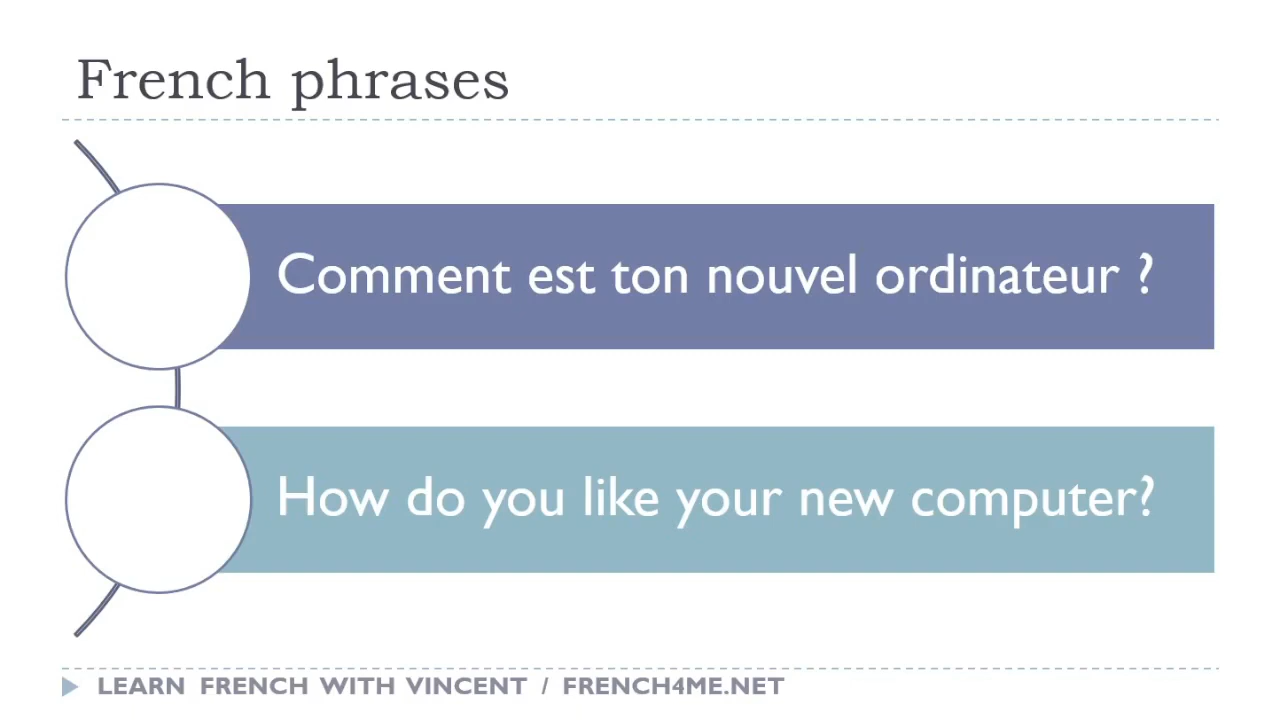 French phrases
Comment est ton nouvel ordinateur ?
How do you like your new computer?
LEARN FRENCH WITH VINCENT / FRENCH4ME.NET